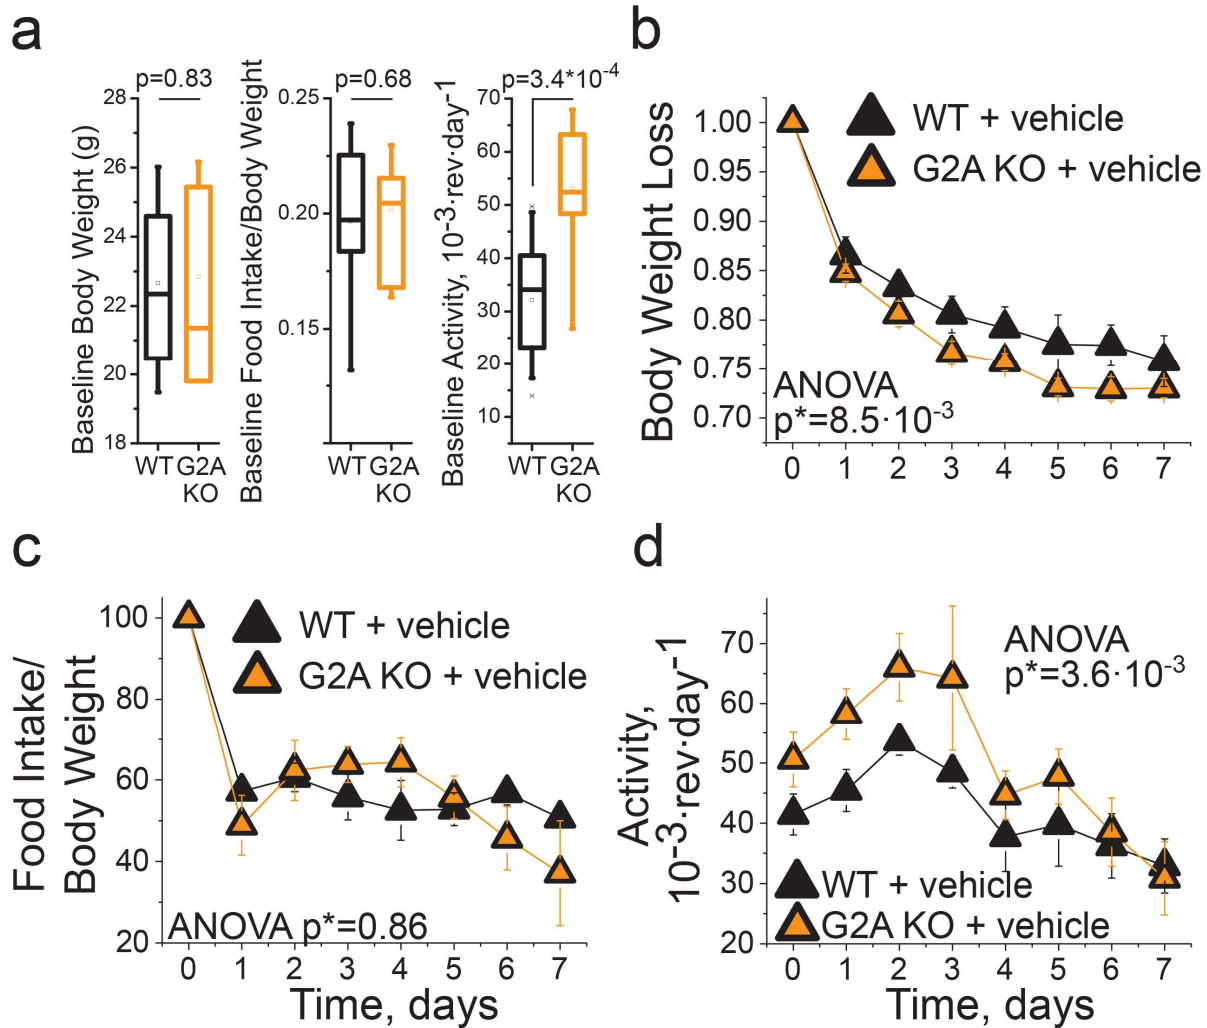 a
p=0.83
p=0.68
p=3.4*10-4
Baseline Body Weight (g)
28
26
24
22
20
18
WT G2A
KO
Baseline Food Intake/Body Weight
0.25
0.20
0.15
WT G2A
KO
Baseline Activity, 10-3·rev·day-1
70
60
50
40
30
20
10
WT G2A
KO
b
Body Weight Loss
1.00
0.95
0.90
0.85
0.80
0.75
0.70
WT + vehicle
G2A KO + vehicle
ANOVA
p*=8.5·10-3
0 1 2 3 4 5 6 7
c
Food Intake/
Body Weight
100
80
60
40
20
WT + vehicle
G2A KO + vehicle
ANOVA p*=0.86
0 1 2 3 4 5 6 7
Time, days
d
Activity,
10-3·rev·day-1
70
60
50
40
30
20
ANOVA
p*=3.6·10-3
WT + vehicle
G2A KO + vehicle
0 1 2 3 4 5 6 7
Time, days